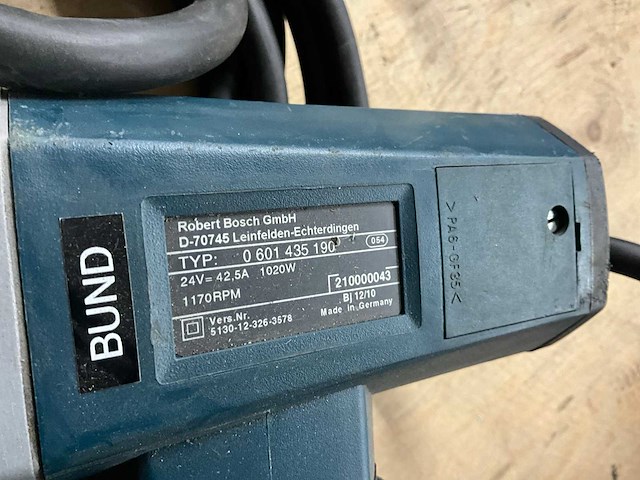 Robert Bosch GmbH
D-70745 Leinfelden-Echterdingen
TYP: 0 601 435 190 054
24V= 42,5A 1020W
1170RPM 210000043
Bj 12/10
Vers.Nr. Made in Germany
5130-12-326-3578
BUND
>PA6-GF35<